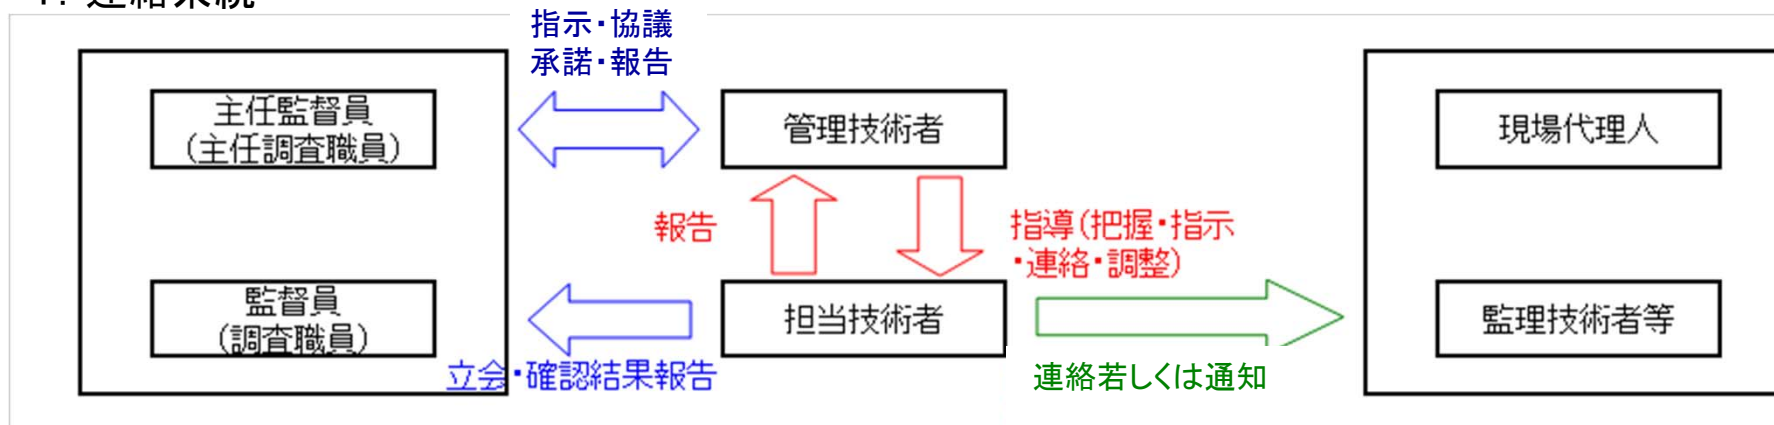 指示・協議
承諾・報告
主任監督員
(主任調査職員)
管理技術者
現場代理人
報告
指導(把握・指示
・連絡・調整)
監督員
(調査職員)
担当技術者
監理技術者等
立会・確認結果報告
連絡若しくは通知